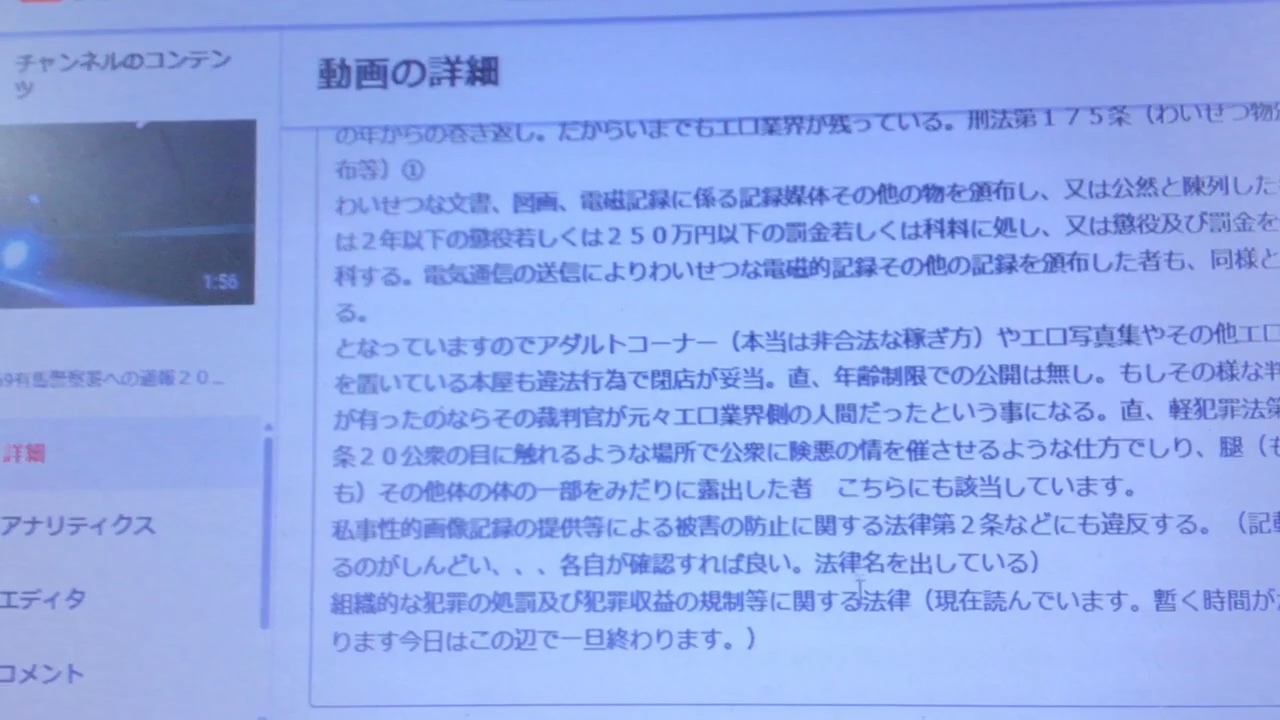 チャンネルのコンテン
ツ
動画の詳細
1:56
69有馬警察署への通報２０…
詳細
アナリティクス
エディタ
コメント
の年からの巻き返し。だからいまでもエロ業界が残っている。刑法第１７５条（わいせつ物
布等）①
わいせつな文書、図画、電磁記録に係る記録媒体その他の物を頒布し、又は公然と陳列した
は２年以下の懲役若しくは２５０万円以下の罰金若しくは科料に処し、又は懲役及び罰金を
科する。電気通信の送信によりわいせつな電磁的記録その他の記録を頒布した者も、同様と
る。
となっていますのでアダルトコーナー（本当は非合法な稼ぎ方）やエロ写真集やその他エロ
を置いている本屋も違法行為で閉店が妥当。直、年齢制限での公開は無し。もしその様な判
が有ったのならその裁判官が元々エロ業界側の人間だったという事になる。直、軽犯罪法第
条２０公衆の目に触れるような場所で公衆に険悪の情を催させるような仕方でしり、腿（も
も）その他体の体の一部をみだりに露出した者　こちらにも該当しています。
私事性的画像記録の提供等による被害の防止に関する法律第２条などにも違反する。（記載
るのがしんどい、、、各自が確認すれば良い。法律名を出している）
組織的な犯罪の処罰及び犯罪収益の規制等に関する法律（現在読んでいます。暫く時間が
ります今日はこの辺で一旦終わります。）